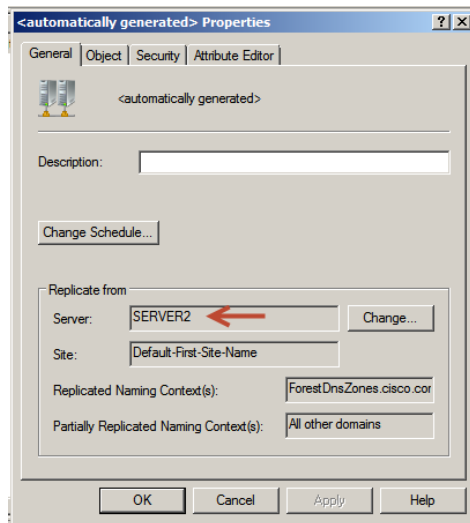 <automatically generated> Properties
General Object Security Attribute Editor
<automatically generated>
Description:
Change Schedule...
Replicate from
Server: SERVER2 Change...
Site: Default-First-Site-Name
Replicated Naming Context(s): ForestDnsZones.cisco.cor
Partially Replicated Naming Context(s): All other domains
OK Cancel Apply Help